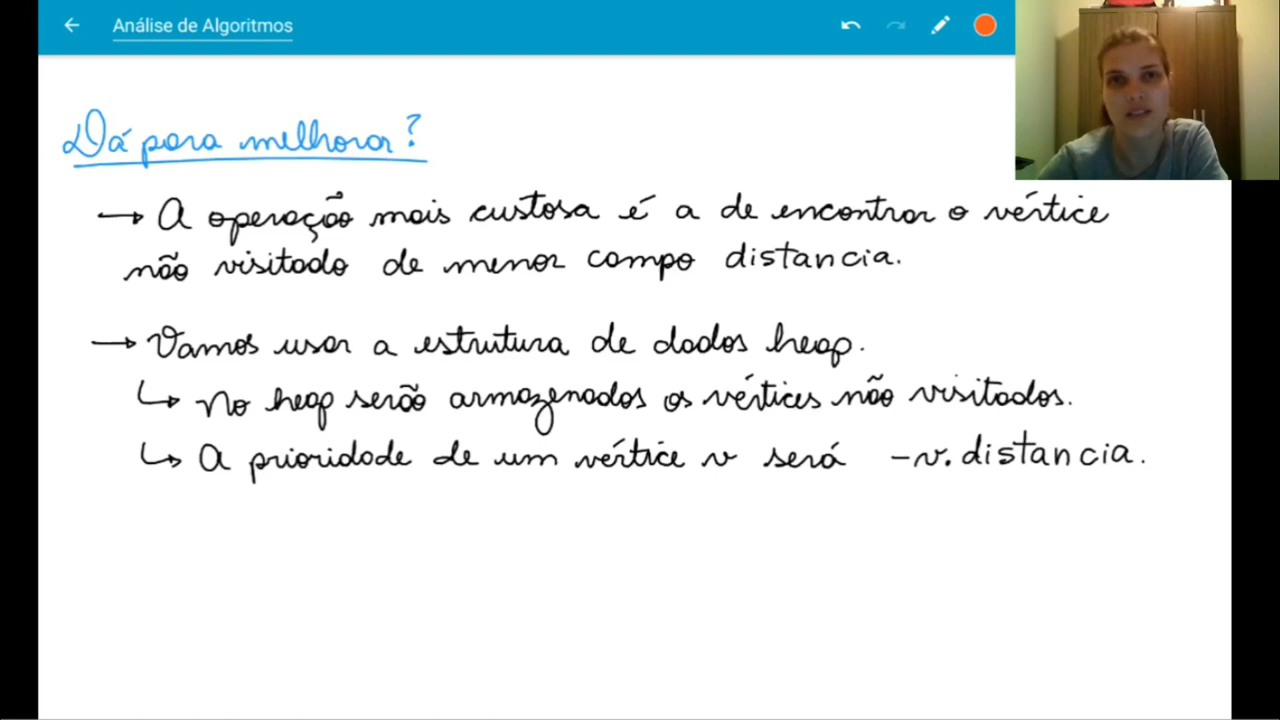 Análise de Algoritmos
Dá para melhorar?
→ A operação mais custosa é a de encontrar o vértice
não visitado de menor campo distancia.
→ Vamos usar a estrutura de dados heap.
↳ No heap serão armazenados os vértices não visitados.
↳ A prioridade de um vértice v será -v.distancia.